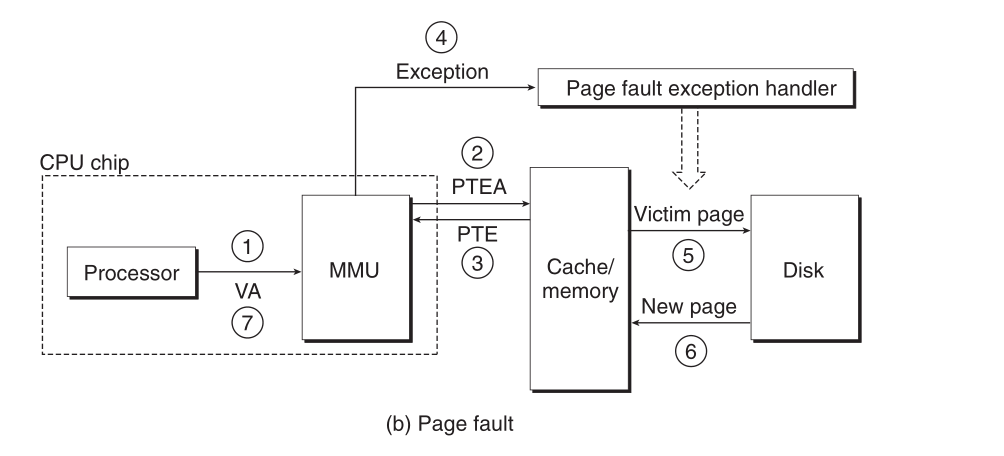 4
Exception
Page fault exception handler
CPU chip
2
PTEA
Victim page
1
PTE
Processor
MMU
3
Cache/
memory
5
Disk
VA
7
New page
6
(b) Page fault